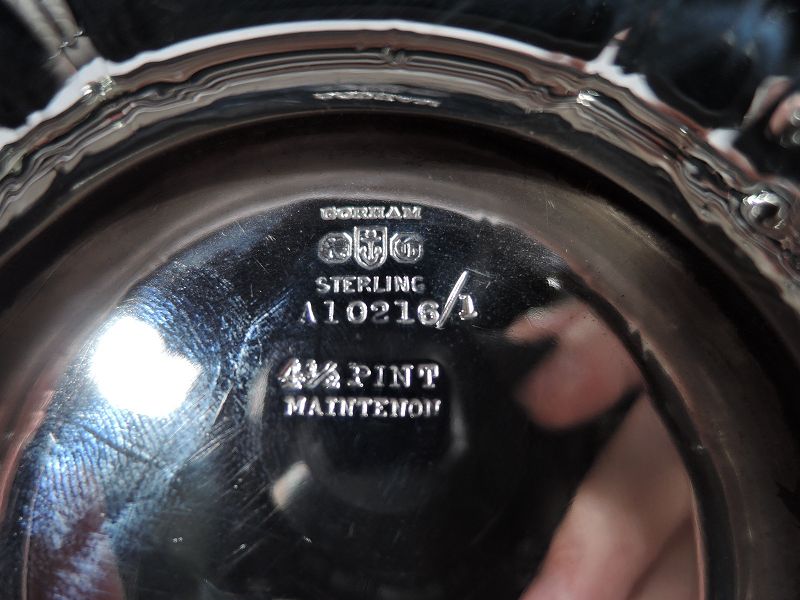 GORHAM
STERLING
A10216/1
4½ PINT
MAINTENON